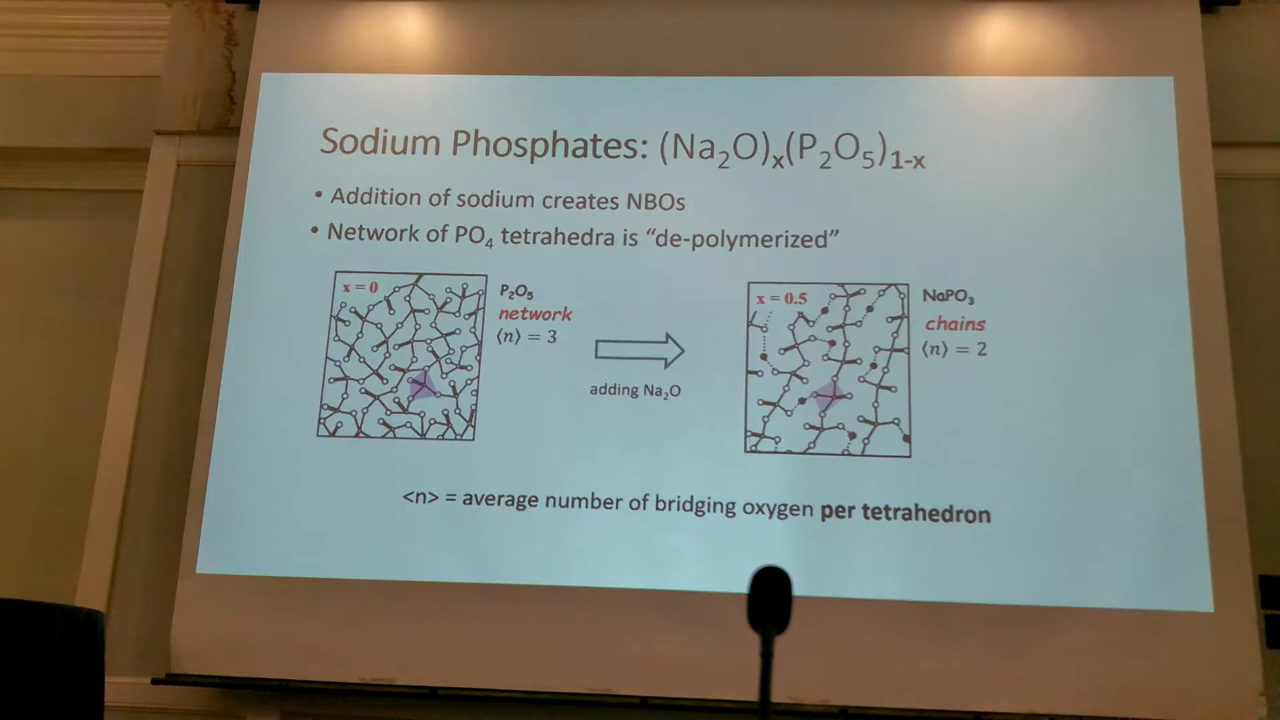 Sodium Phosphates: (Na₂O)ₓ(P₂O₅)₁₋ₓ
• Addition of sodium creates NBOs
• Network of PO₄ tetrahedra is “de-polymerized”
x = 0
P₂O₅
network
⟨n⟩ = 3
adding Na₂O
x = 0.5
NaPO₃
chains
⟨n⟩ = 2
<n> = average number of bridging oxygen per tetrahedron